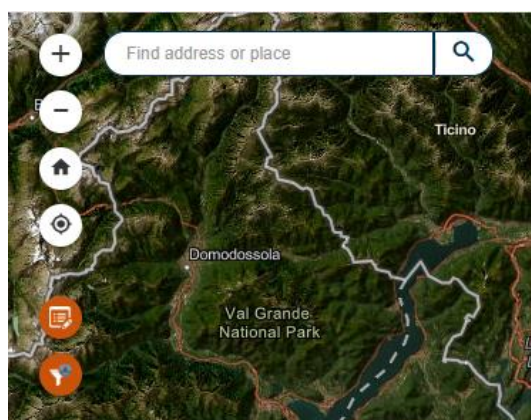 Find address or place
Ticino
Domodossola
Val Grande
National Park